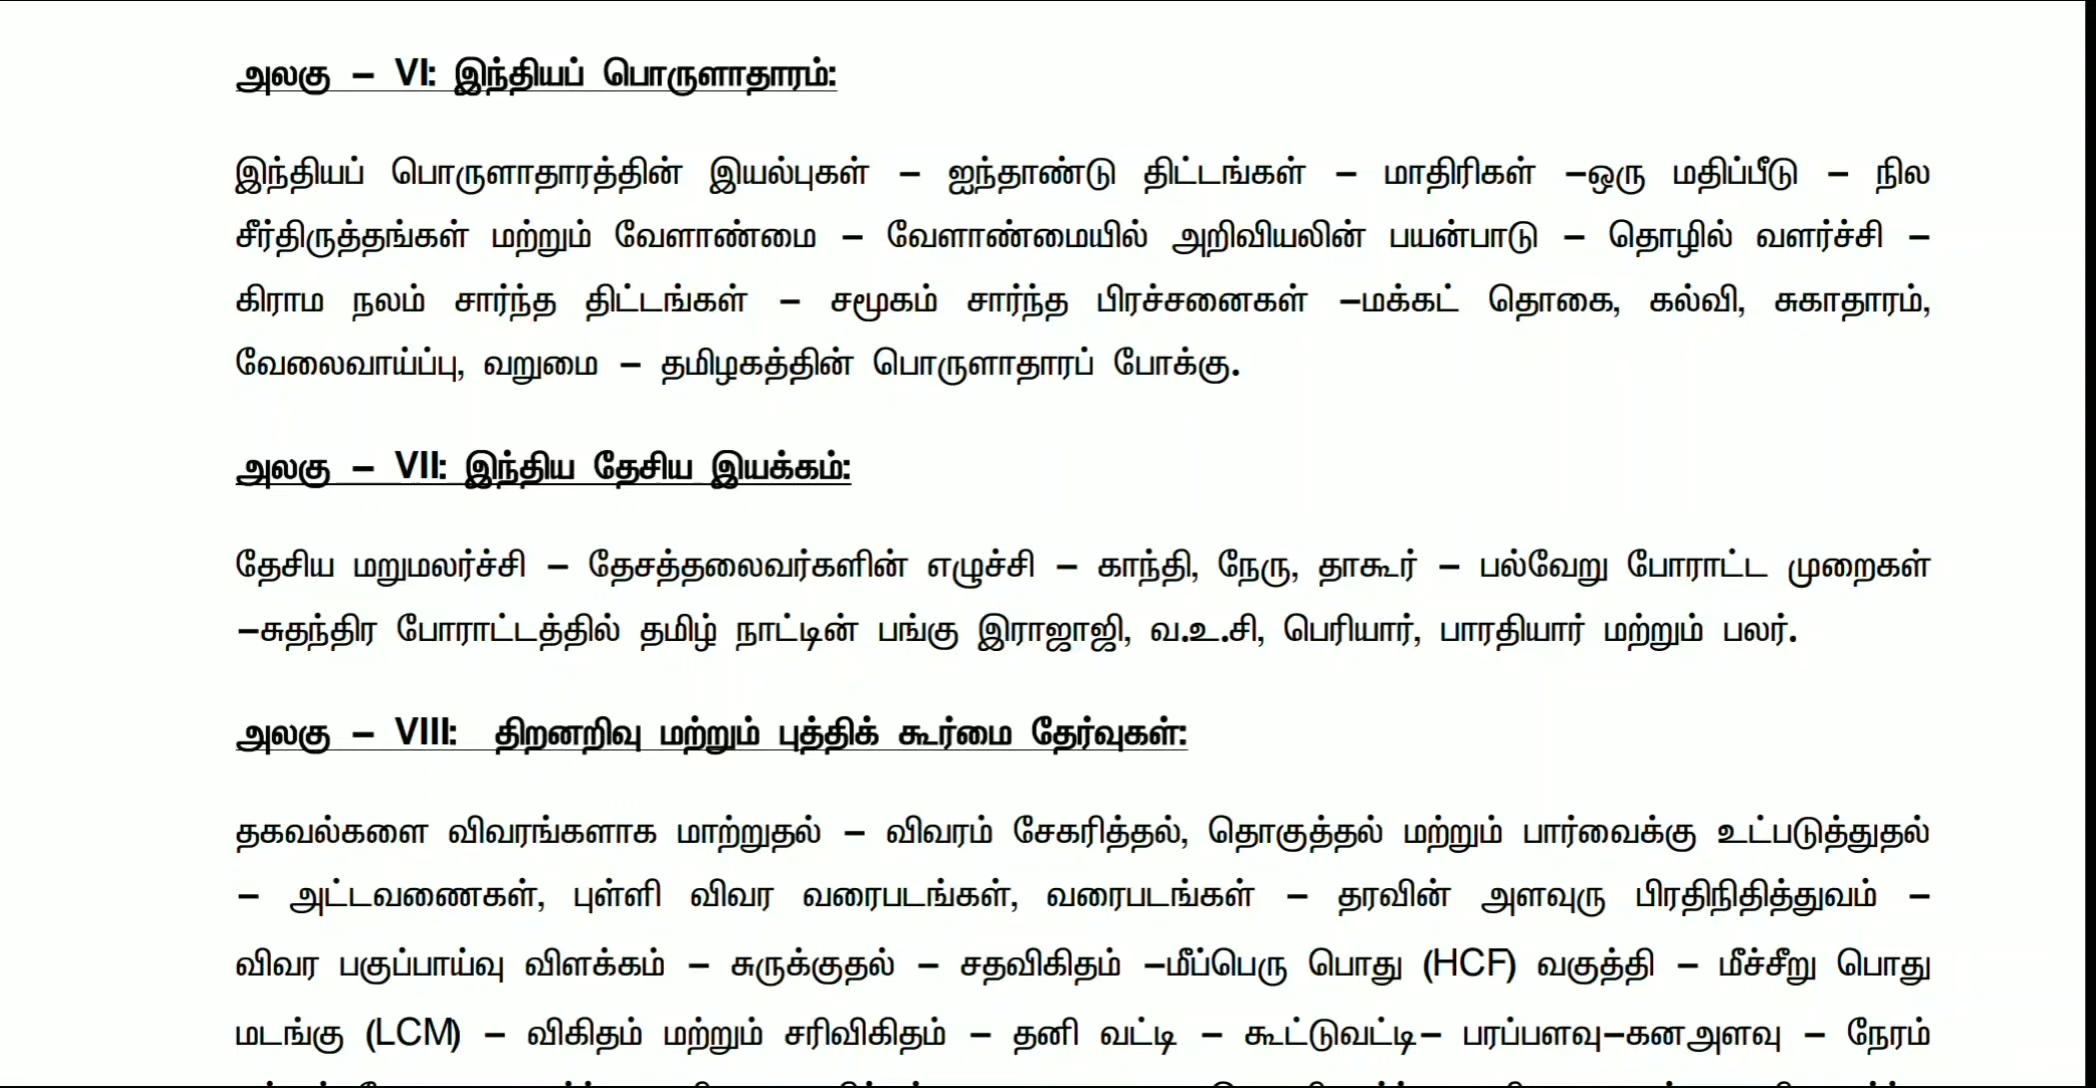 அலகு – VI: இந்தியப் பொருளாதாரம்:
இந்தியப் பொருளாதாரத்தின் இயல்புகள் – ஐந்தாண்டு திட்டங்கள் – மாதிரிகள் –ஒரு மதிப்பீடு – நில
சீர்திருத்தங்கள் மற்றும் வேளாண்மை – வேளாண்மையில் அறிவியலின் பயன்பாடு – தொழில் வளர்ச்சி –
கிராம நலம் சார்ந்த திட்டங்கள் – சமூகம் சார்ந்த பிரச்சனைகள் –மக்கட் தொகை, கல்வி, சுகாதாரம்,
வேலைவாய்ப்பு, வறுமை – தமிழகத்தின் பொருளாதாரப் போக்கு.
அலகு – VII: இந்திய தேசிய இயக்கம்:
தேசிய மறுமலர்ச்சி – தேசத்தலைவர்களின் எழுச்சி – காந்தி, நேரு, தாகூர் – பல்வேறு போராட்ட முறைகள்
–சுதந்திர போராட்டத்தில் தமிழ் நாட்டின் பங்கு இராஜாஜி, வ.உ.சி, பெரியார், பாரதியார் மற்றும் பலர்.
அலகு – VIII: திறனறிவு மற்றும் புத்திக் கூர்மை தேர்வுகள்:
தகவல்களை விவரங்களாக மாற்றுதல் – விவரம் சேகரித்தல், தொகுத்தல் மற்றும் பார்வைக்கு உட்படுத்துதல்
– அட்டவணைகள், புள்ளி விவர வரைபடங்கள், வரைபடங்கள் – தரவின் அளவுரு பிரதிநிதித்துவம் –
விவர பகுப்பாய்வு விளக்கம் – சுருக்குதல் – சதவிகிதம் –மீப்பெரு பொது (HCF) வகுத்தி – மீச்சீறு பொது
மடங்கு (LCM) – விகிதம் மற்றும் சரிவிகிதம் – தனி வட்டி – கூட்டுவட்டி– பரப்பளவு–கனஅளவு – நேரம்